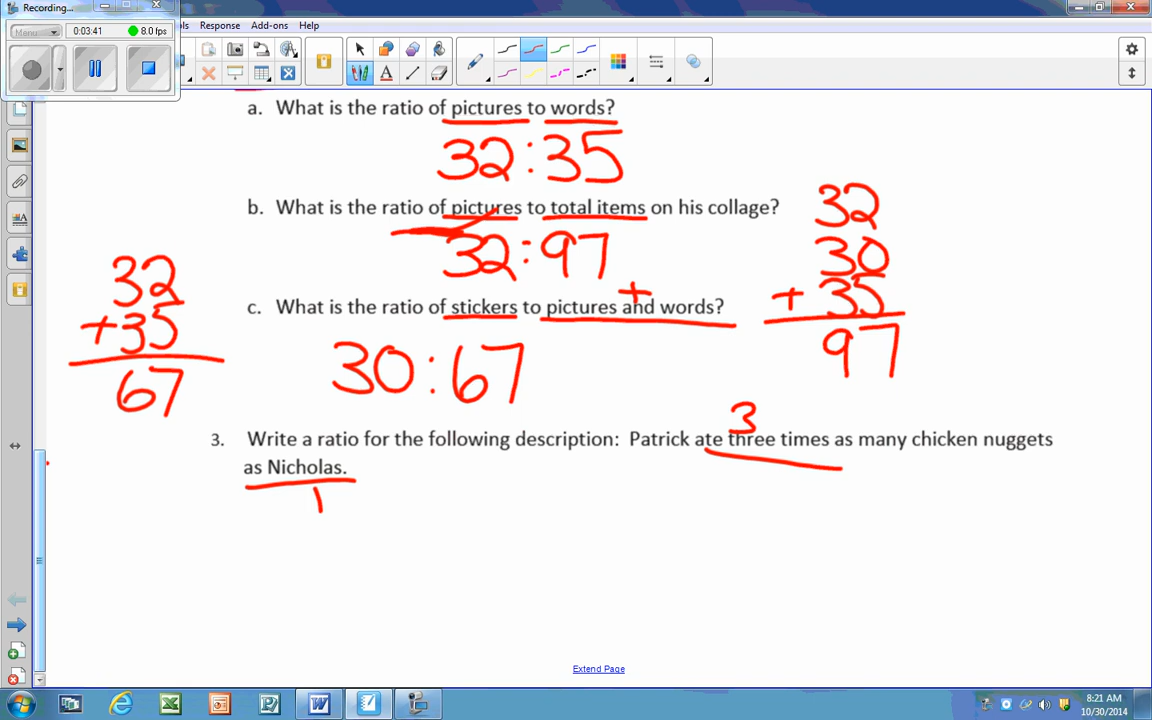 Recording...
Menu
0:03:41
8.0 fps
Response Add-ons Help
a. What is the ratio of pictures to words?
32:35
b. What is the ratio of pictures to total items on his collage?
32:97
32
30
+35
97
32
+35
67
+
c. What is the ratio of stickers to pictures and words?
30:67
3
3. Write a ratio for the following description: Patrick ate three times as many chicken nuggets
as Nicholas.
1
Extend Page
8:21 AM
10/30/2014